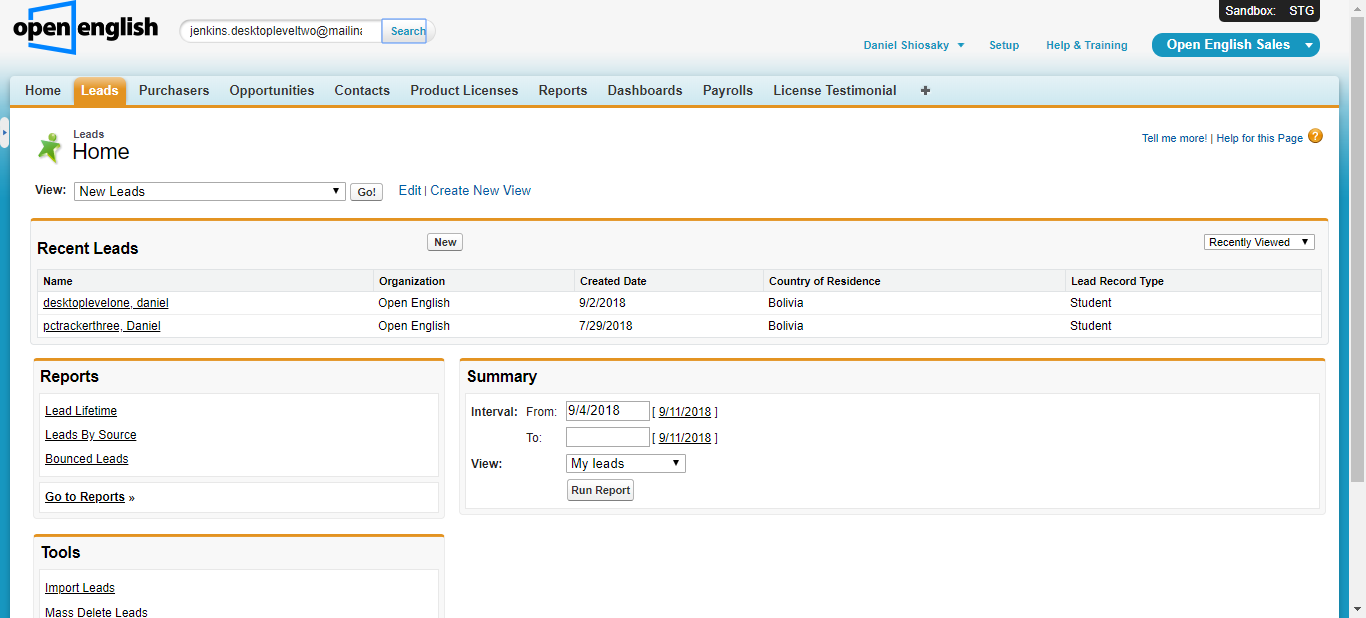 Sandbox: STG
open english
jenkins.desktopleveltwo@mailina
Search
Daniel Shiosaky
Setup
Help & Training
Open English Sales
Home Leads Purchasers Opportunities Contacts Product Licenses Reports Dashboards Payrolls License Testimonial +
Leads
Home
Tell me more! | Help for this Page ?
View: New Leads Go! Edit | Create New View
Recent Leads New Recently Viewed
Name Organization Created Date Country of Residence Lead Record Type
desktoplevelone, daniel Open English 9/2/2018 Bolivia Student
pctrackerthree, Daniel Open English 7/29/2018 Bolivia Student
Reports
Lead Lifetime
Leads By Source
Bounced Leads
Go to Reports »
Summary
Interval: From: 9/4/2018 [ 9/11/2018 ]
To: [ 9/11/2018 ]
View: My leads
Run Report
Tools
Import Leads
Mass Delete Leads